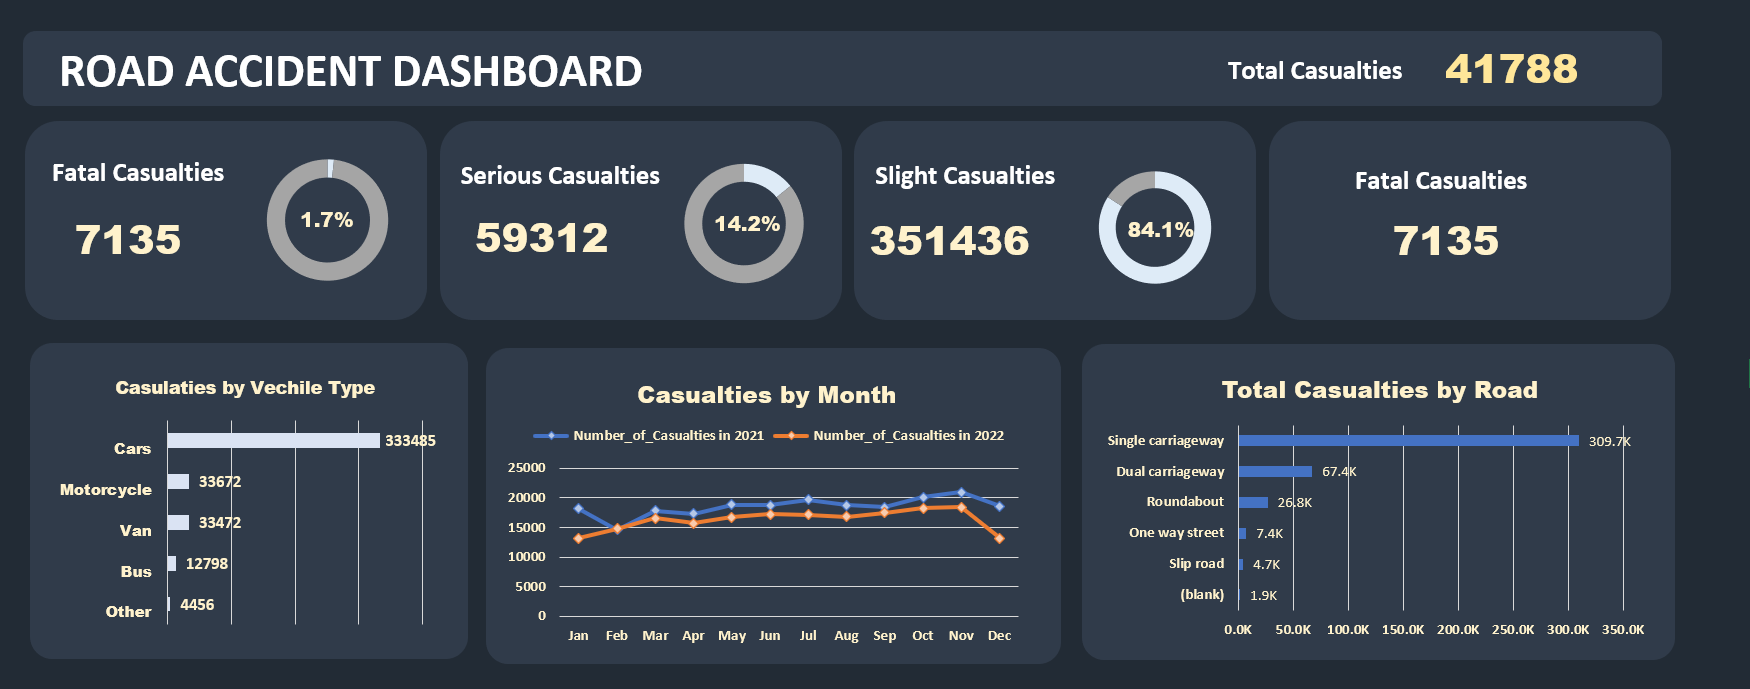 ROAD ACCIDENT DASHBOARD
Total Casualties 41788
Fatal Casualties
7135
1.7%
Serious Casualties
59312
14.2%
Slight Casualties
351436
84.1%
Fatal Casualties
7135
Casulaties by Vechile Type
Cars 333485
Motorcycle 33672
Van 33472
Bus 12798
Other 4456
Casualties by Month
Number_of_Casualties in 2021 Number_of_Casualties in 2022
25000
20000
15000
10000
5000
0
Jan Feb Mar Apr May Jun Jul Aug Sep Oct Nov Dec
Total Casualties by Road
Single carriageway 309.7K
Dual carriageway 67.4K
Roundabout 26.8K
One way street 7.4K
Slip road 4.7K
(blank) 1.9K
0.0K 50.0K 100.0K 150.0K 200.0K 250.0K 300.0K 350.0K